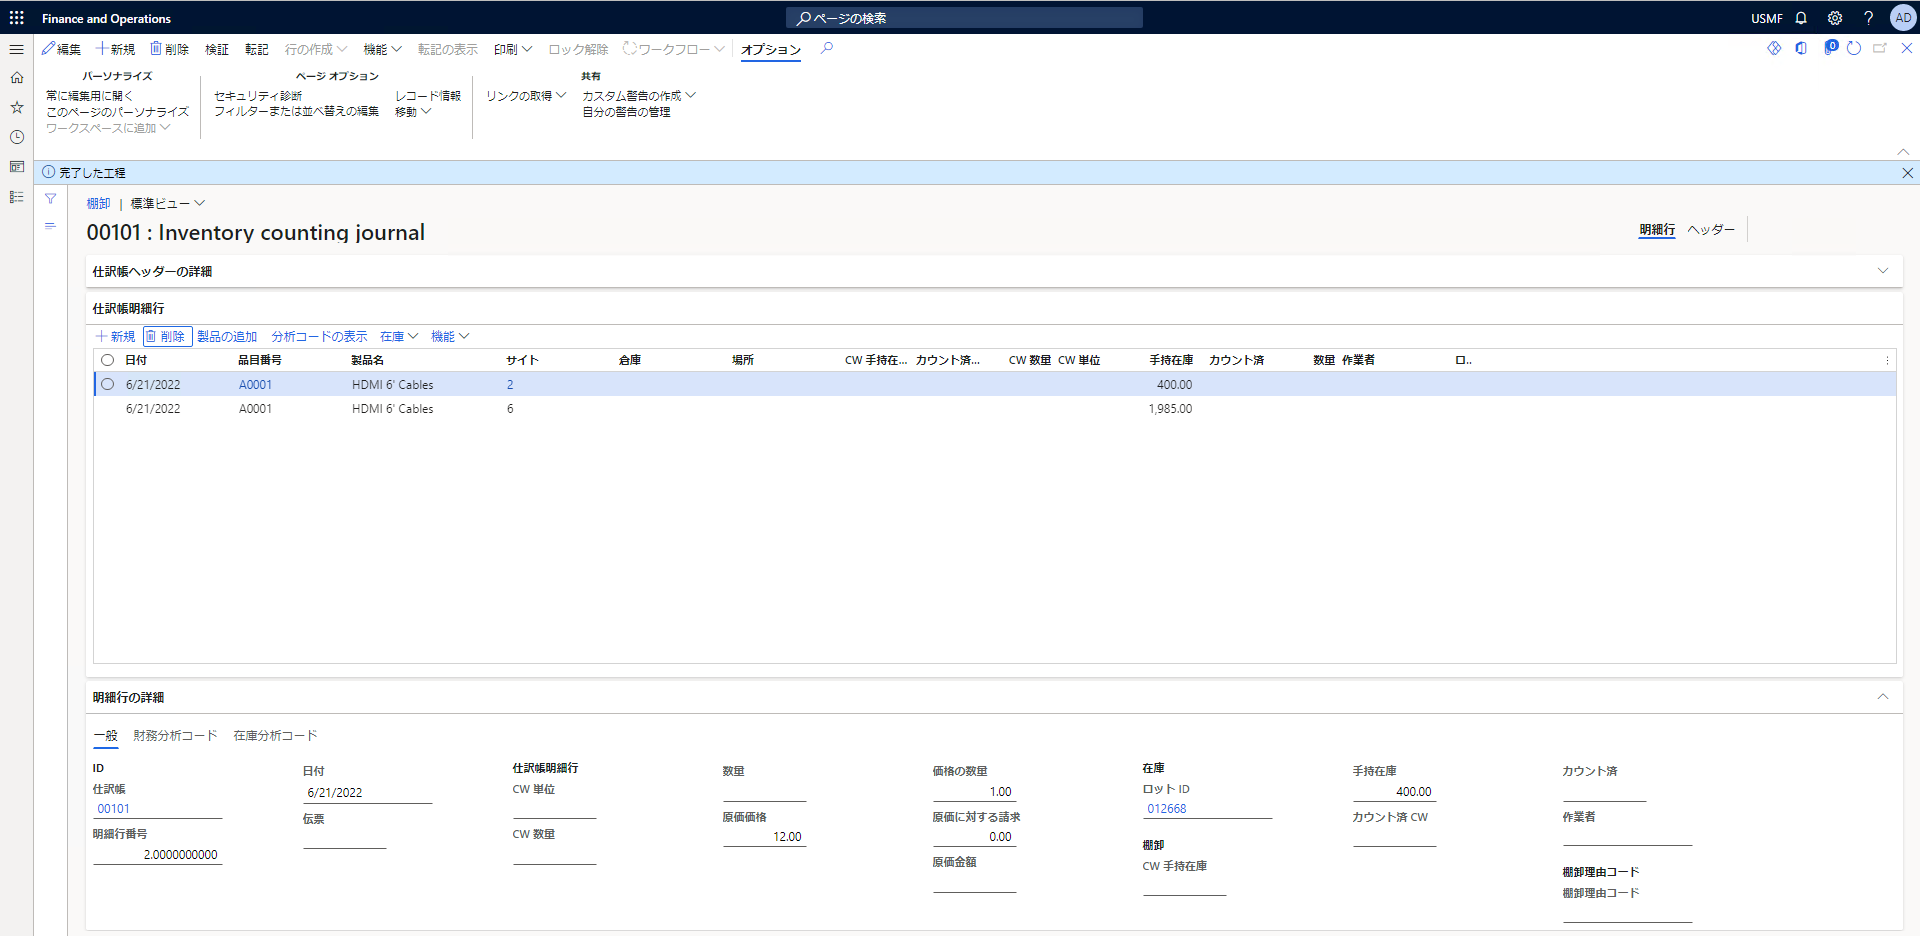 Finance and Operations
ページの検索
USMF
AD
編集 新規 削除 検証 転記 行の作成 機能 転記の表示 印刷 ロック解除 ワークフロー オプション
0
パーソナライズ
常に編集用に開く
このページのパーソナライズ
ワークスペースに追加
ページ オプション
セキュリティ診断
フィルターまたは並べ替えの編集
レコード情報
移動
リンクの取得
共有
カスタム警告の作成
自分の警告の管理
完了した工程
棚卸 | 標準ビュー
00101 : Inventory counting journal
明細行 ヘッダー
仕訳帳ヘッダーの詳細
仕訳帳明細行
新規 削除 製品の追加 分析コードの表示 在庫 機能
日付 品目番号 製品名 サイト 倉庫 場所 CW 手持在... カウント済... CW 数量 CW 単位 手持在庫 カウント済 数量 作業者 ロ..
6/21/2022 A0001 HDMI 6' Cables 2 400.00
6/21/2022 A0001 HDMI 6' Cables 6 1,985.00
明細行の詳細
一般 財務分析コード 在庫分析コード
ID
仕訳帳
00101
明細行番号
2.0000000000
日付
6/21/2022
伝票
仕訳帳明細行
CW 単位
CW 数量
数量
原価価格
12.00
価格の数量
1.00
原価に対する請求
0.00
原価金額
在庫
ロット ID
012668
棚卸
CW 手持在庫
手持在庫
400.00
カウント済 CW
カウント済
作業者
棚卸理由コード
棚卸理由コード